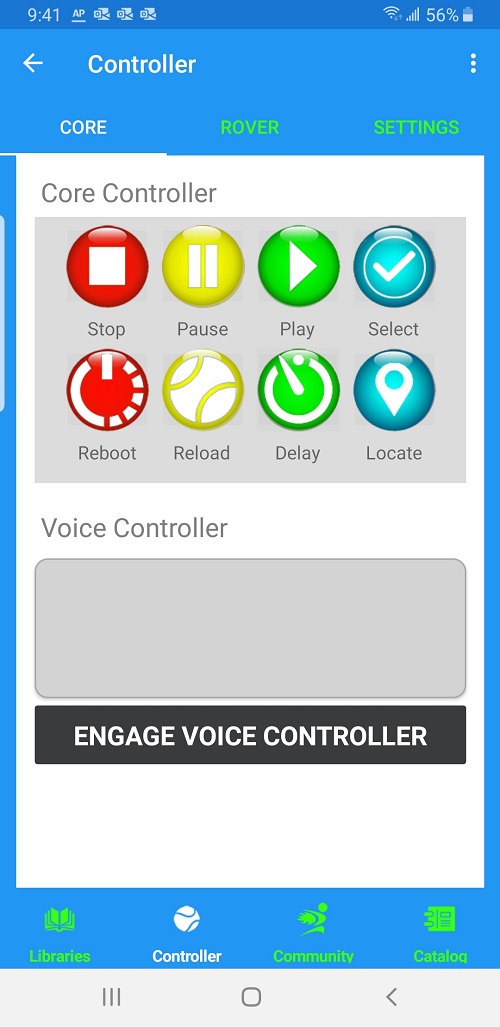 9:41 AP 56%
Controller
CORE ROVER SETTINGS
Core Controller
Stop Pause Play Select
Reboot Reload Delay Locate
Voice Controller
ENGAGE VOICE CONTROLLER
Libraries Controller Community Catalog